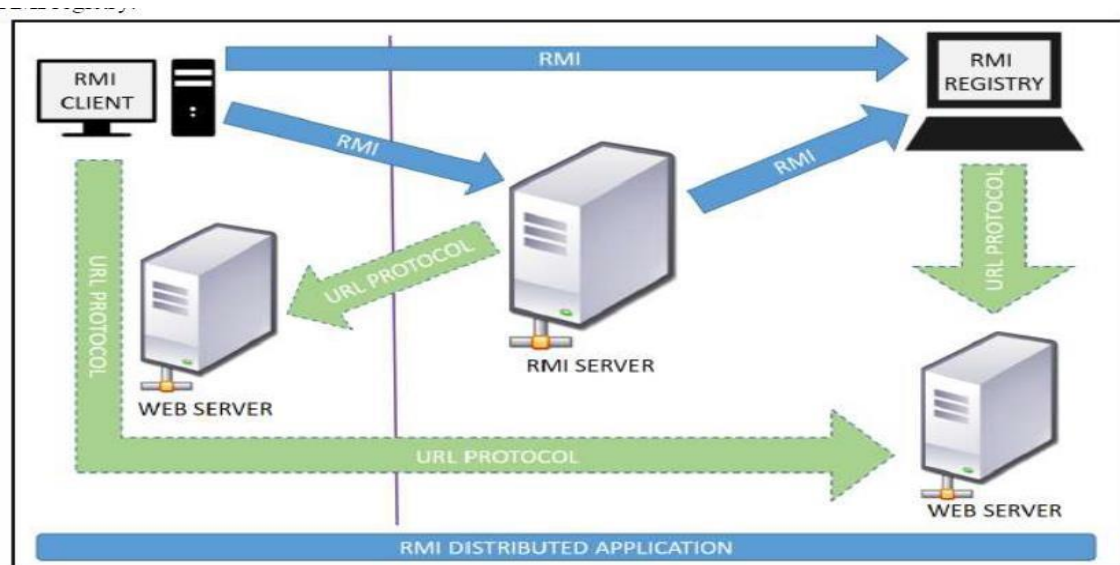 RMI
RMI
CLIENT
RMI
REGISTRY
RMI
RMI
URL PROTOCOL
URL PROTOCOL
URL PROTOCOL
RMI SERVER
WEB SERVER
URL PROTOCOL
WEB SERVER
RMI DISTRIBUTED APPLICATION